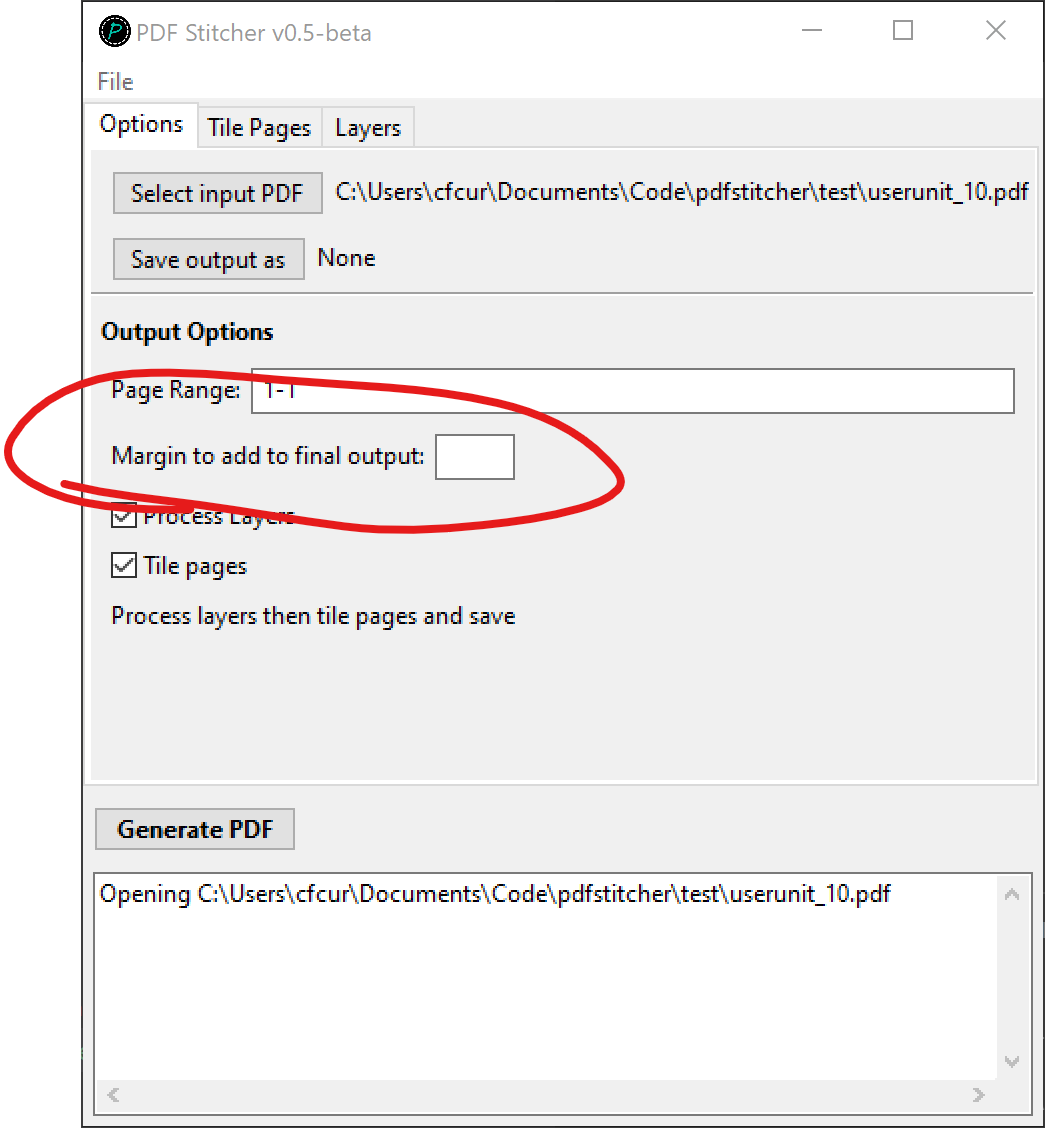 PDF Stitcher v0.5-beta
File
Options Tile Pages Layers
Select input PDF C:\Users\cfcur\Documents\Code\pdfstitcher\test\userunit_10.pdf
Save output as None
Output Options
Page Range: 1-1
Margin to add to final output:
Process Layers
Tile pages
Process layers then tile pages and save
Generate PDF
Opening C:\Users\cfcur\Documents\Code\pdfstitcher\test\userunit_10.pdf